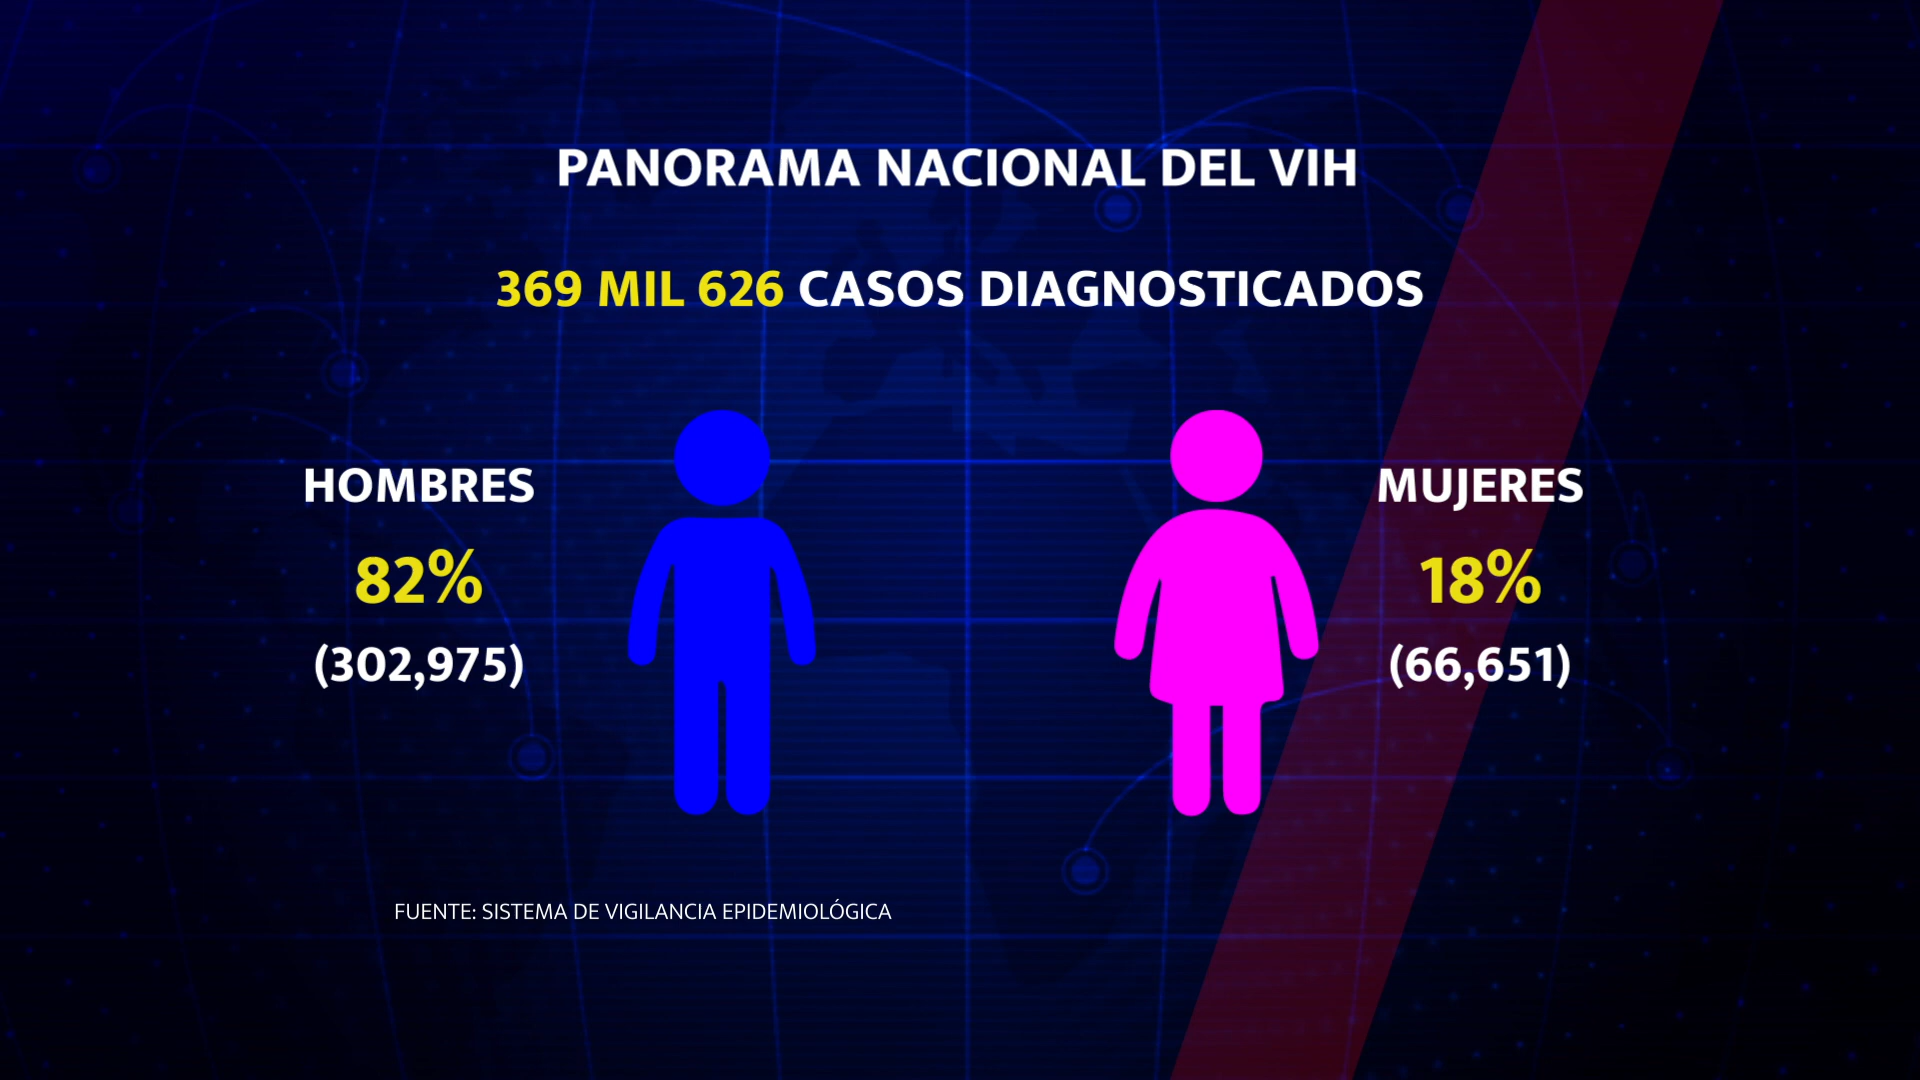 PANORAMA NACIONAL DEL VIH
369 MIL 626 CASOS DIAGNOSTICADOS
HOMBRES
82%
(302,975)
MUJERES
18%
(66,651)
FUENTE: SISTEMA DE VIGILANCIA EPIDEMIOLÓGICA